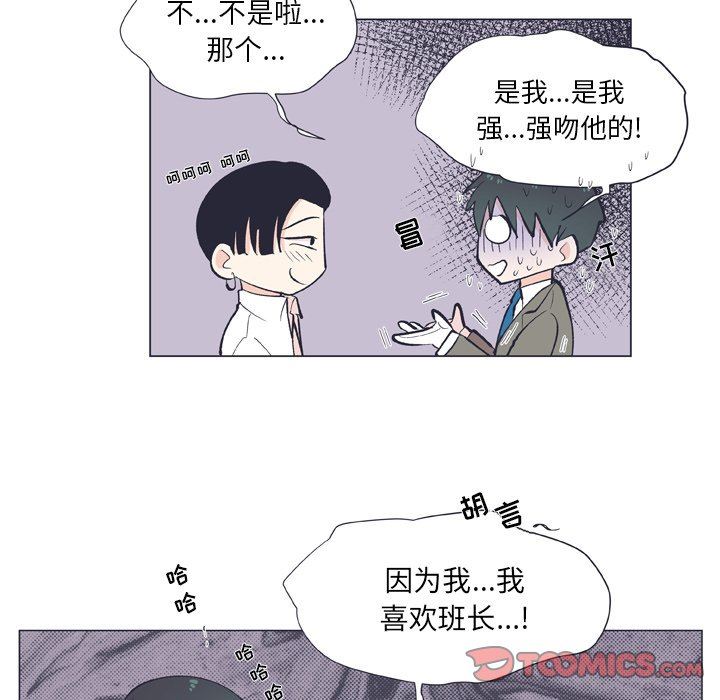 不...不是啦...
那个...
是我...是我
强...强吻他的!
呵呵呵 呵呵
冒
汗
胡言~
哈
哈
因为我...我
喜欢班长...!
哈
哈
哈
TOOMICS.COM